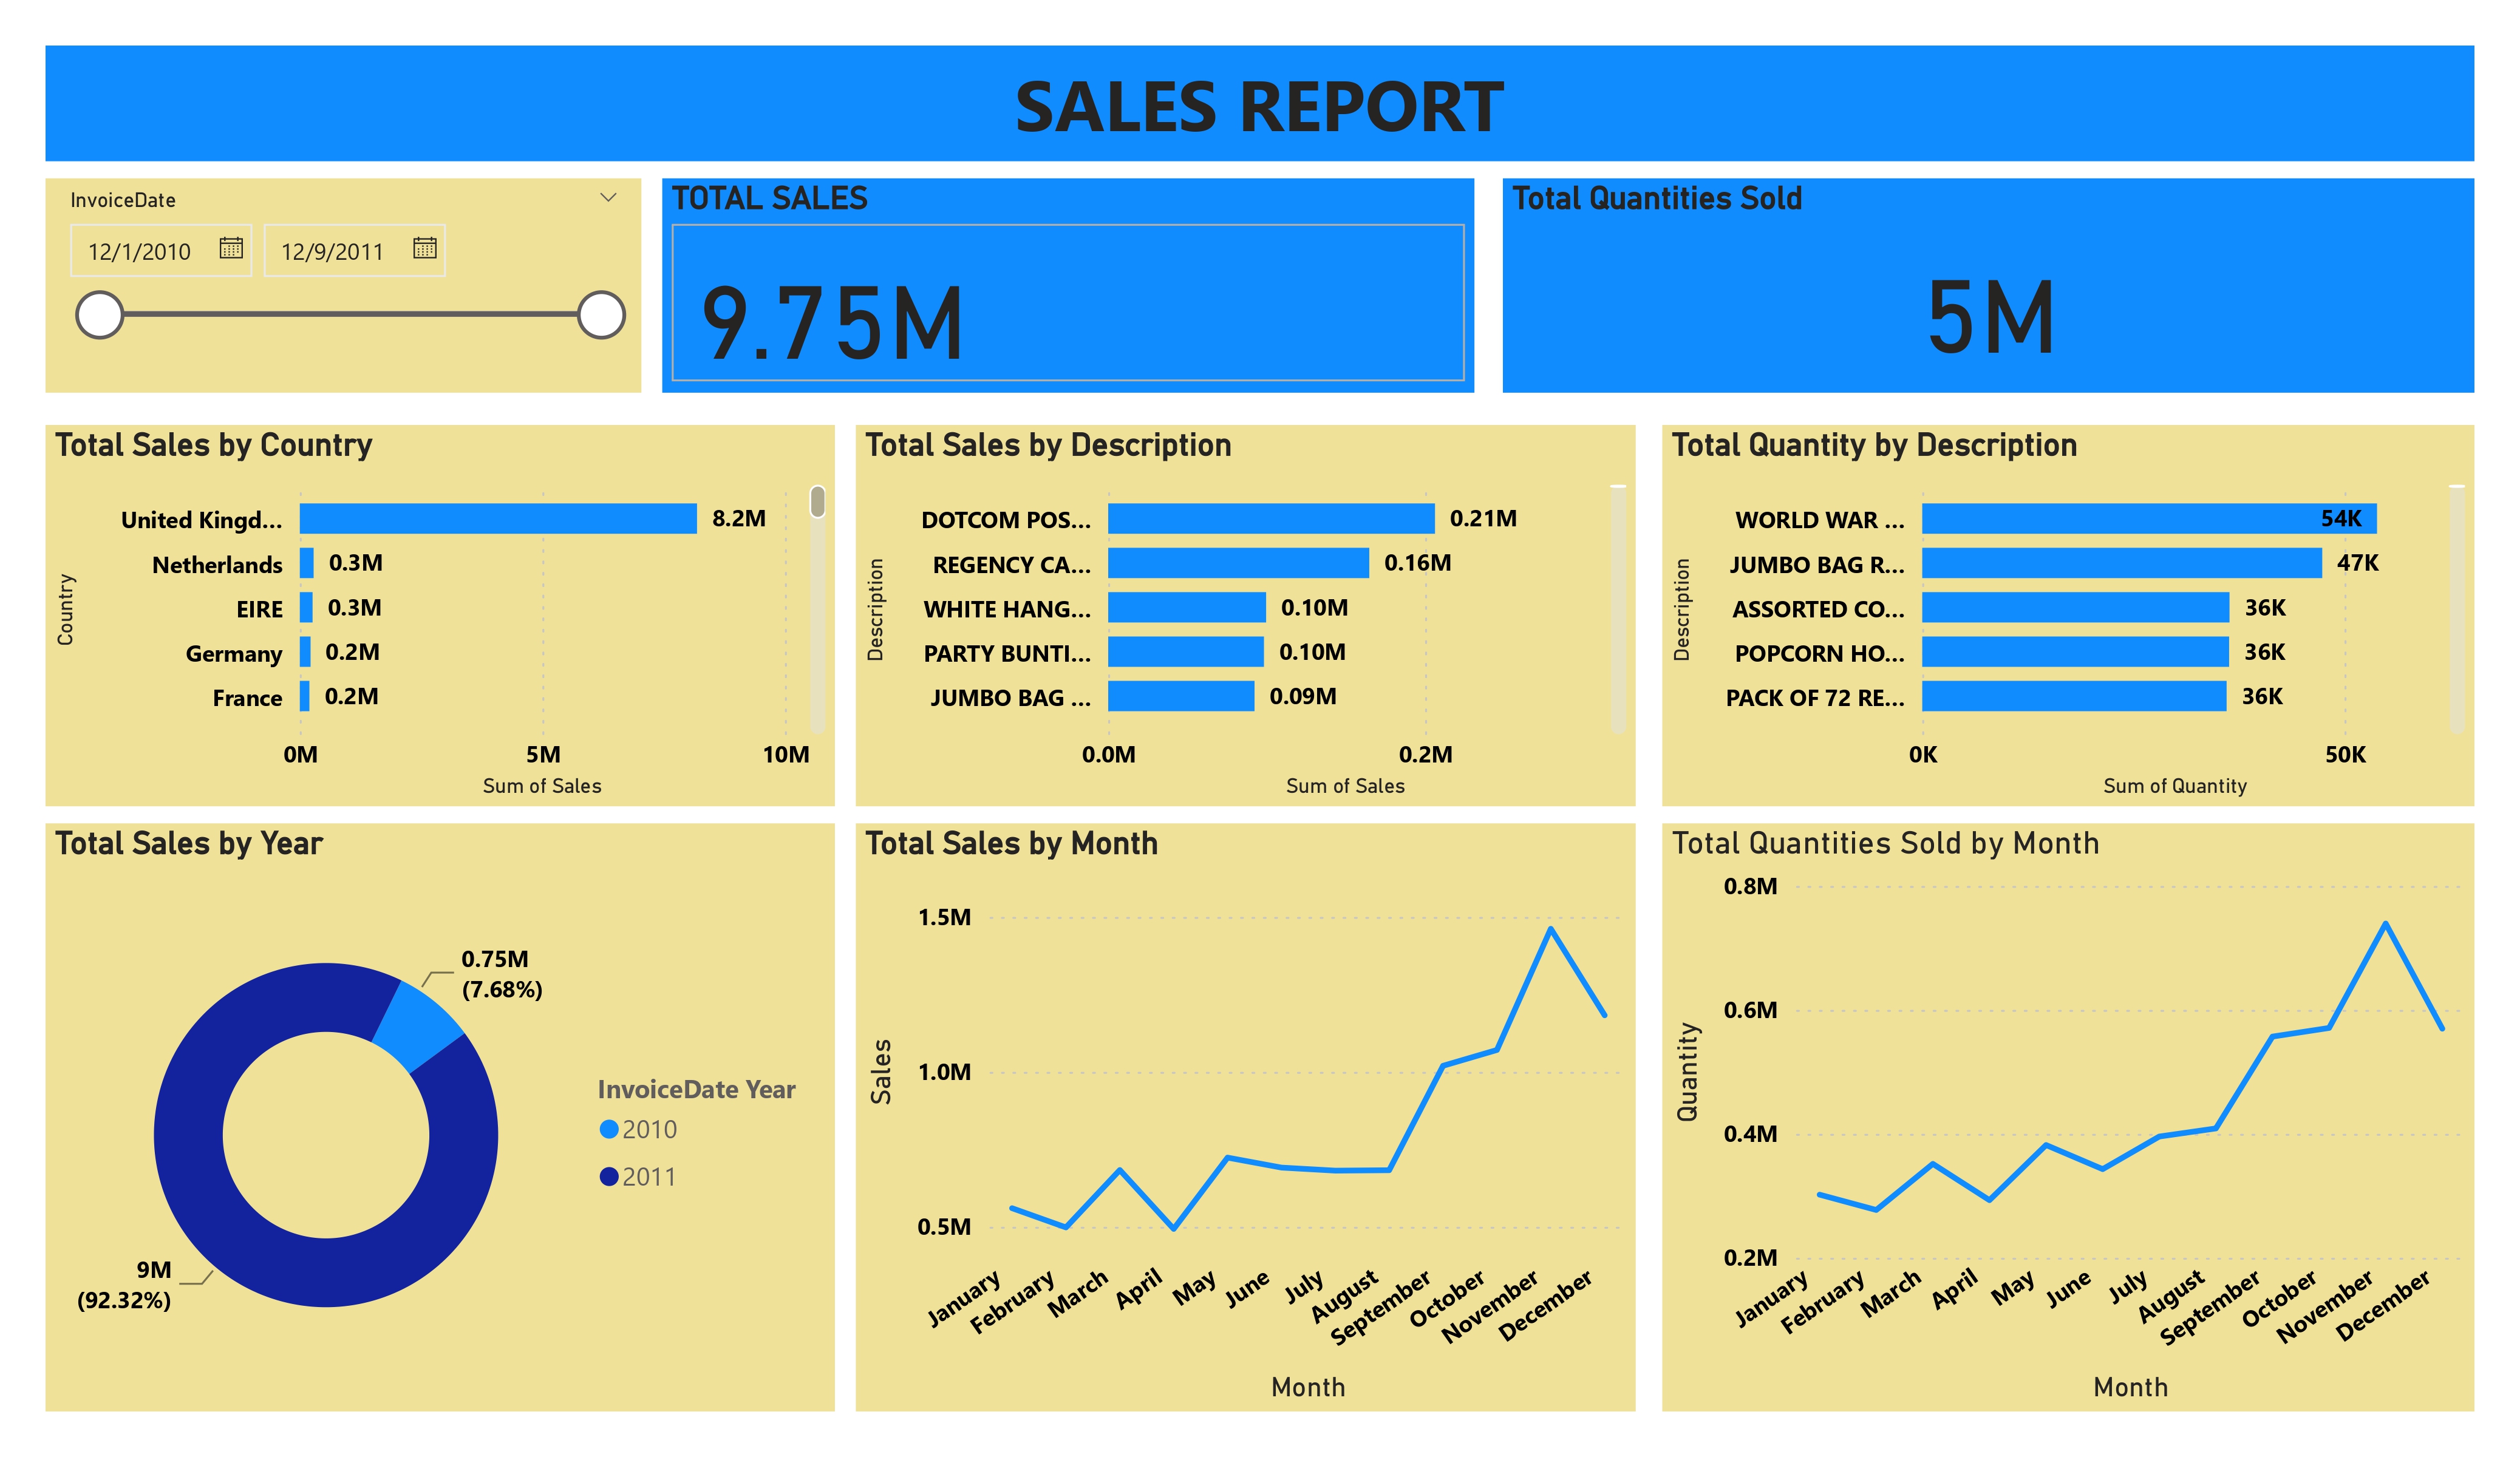 SALES REPORT
InvoiceDate
12/1/2010 12/9/2011
TOTAL SALES
9.75M
Total Quantities Sold
5M
Total Sales by Country
Country
United Kingd... 8.2M
Netherlands 0.3M
EIRE 0.3M
Germany 0.2M
France 0.2M
0M 5M 10M
Sum of Sales
Total Sales by Description
Description
DOTCOM POS... 0.21M
REGENCY CA... 0.16M
WHITE HANG... 0.10M
PARTY BUNTI... 0.10M
JUMBO BAG ... 0.09M
0.0M 0.2M
Sum of Sales
Total Quantity by Description
Description
WORLD WAR ... 54K
JUMBO BAG R... 47K
ASSORTED CO... 36K
POPCORN HO... 36K
PACK OF 72 RE... 36K
0K 50K
Sum of Quantity
Total Sales by Year
0.75M
(7.68%)
9M
(92.32%)
InvoiceDate Year
2010
2011
Total Sales by Month
Sales
1.5M
1.0M
0.5M
January February March April May June July August September October November December
Month
Total Quantities Sold by Month
Quantity
0.8M
0.6M
0.4M
0.2M
January February March April May June July August September October November December
Month